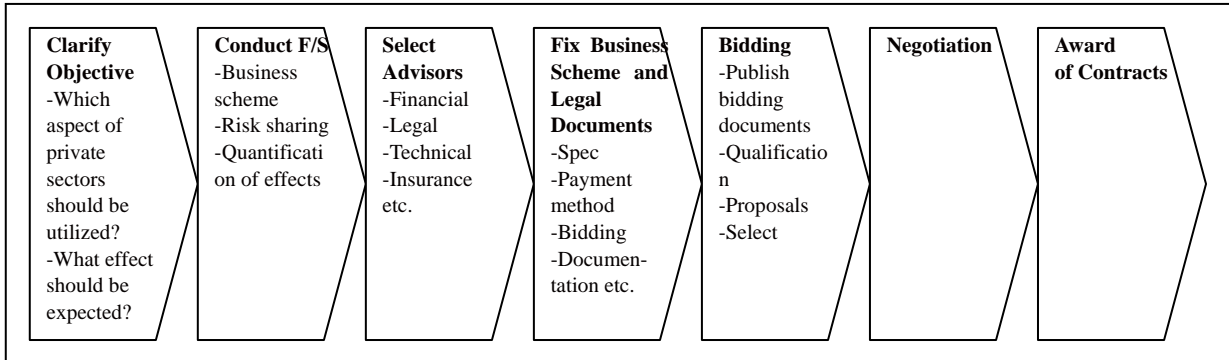 Clarify
Objective
-Which
aspect of
private
sectors
should be
utilized?
-What effect
should be
expected?
Conduct F/S
-Business
scheme
-Risk sharing
-Quantificati
on of effects
Select
Advisors
-Financial
-Legal
-Technical
-Insurance
etc.
Fix Business
Scheme and
Legal
Documents
-Spec
-Payment
method
-Bidding
-Documen-
tation etc.
Bidding
-Publish
bidding
documents
-Qualificatio
n
-Proposals
-Select
Negotiation
Award
of Contracts